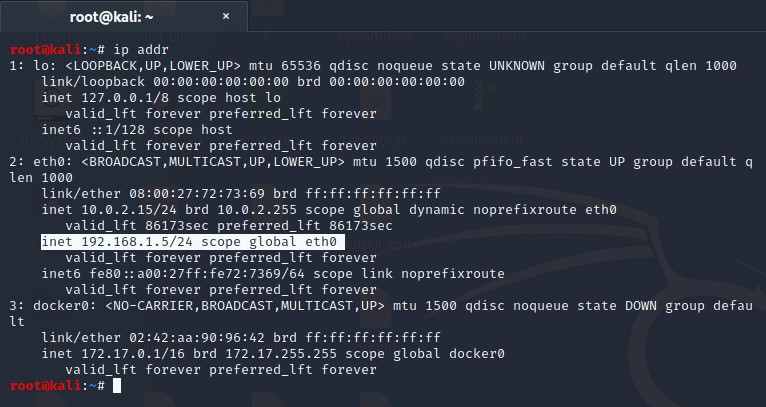 root@kali: ~
×
root@kali:~# ip addr
1: lo: <LOOPBACK,UP,LOWER_UP> mtu 65536 qdisc noqueue state UNKNOWN group default qlen 1000
    link/loopback 00:00:00:00:00:00 brd 00:00:00:00:00:00
    inet 127.0.0.1/8 scope host lo
       valid_lft forever preferred_lft forever
    inet6 ::1/128 scope host
       valid_lft forever preferred_lft forever
2: eth0: <BROADCAST,MULTICAST,UP,LOWER_UP> mtu 1500 qdisc pfifo_fast state UP group default q
len 1000
    link/ether 08:00:27:72:73:69 brd ff:ff:ff:ff:ff:ff
    inet 10.0.2.15/24 brd 10.0.2.255 scope global dynamic noprefixroute eth0
       valid_lft 86173sec preferred_lft 86173sec
    inet 192.168.1.5/24 scope global eth0
       valid_lft forever preferred_lft forever
    inet6 fe80::a00:27ff:fe72:7369/64 scope link noprefixroute
       valid_lft forever preferred_lft forever
3: docker0: <NO-CARRIER,BROADCAST,MULTICAST,UP> mtu 1500 qdisc noqueue state DOWN group defau
lt
    link/ether 02:42:aa:90:96:42 brd ff:ff:ff:ff:ff:ff
    inet 172.17.0.1/16 brd 172.17.255.255 scope global docker0
       valid_lft forever preferred_lft forever
root@kali:~#